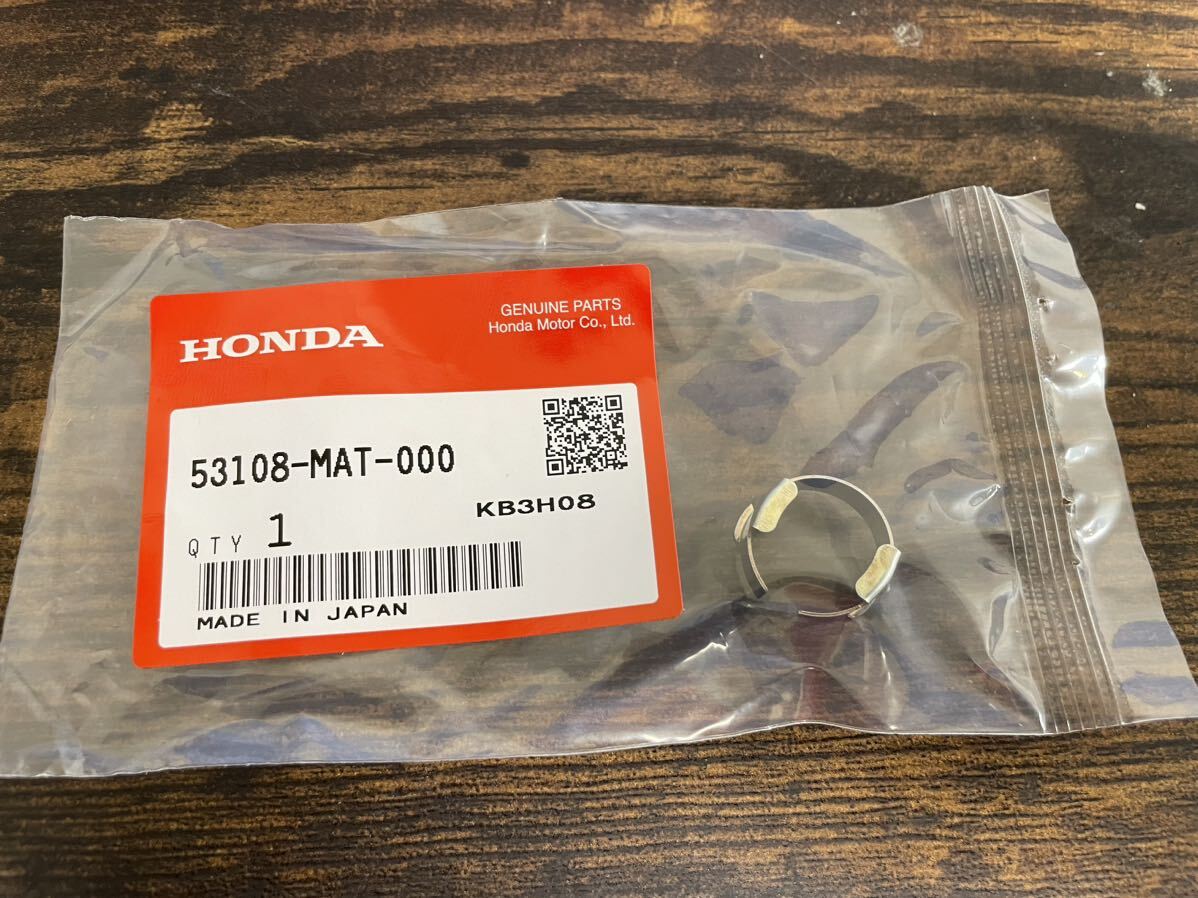 HONDA
GENUINE PARTS
Honda Motor Co., Ltd.
53108-MAT-000
KB3H08
QTY 1
MADE IN JAPAN